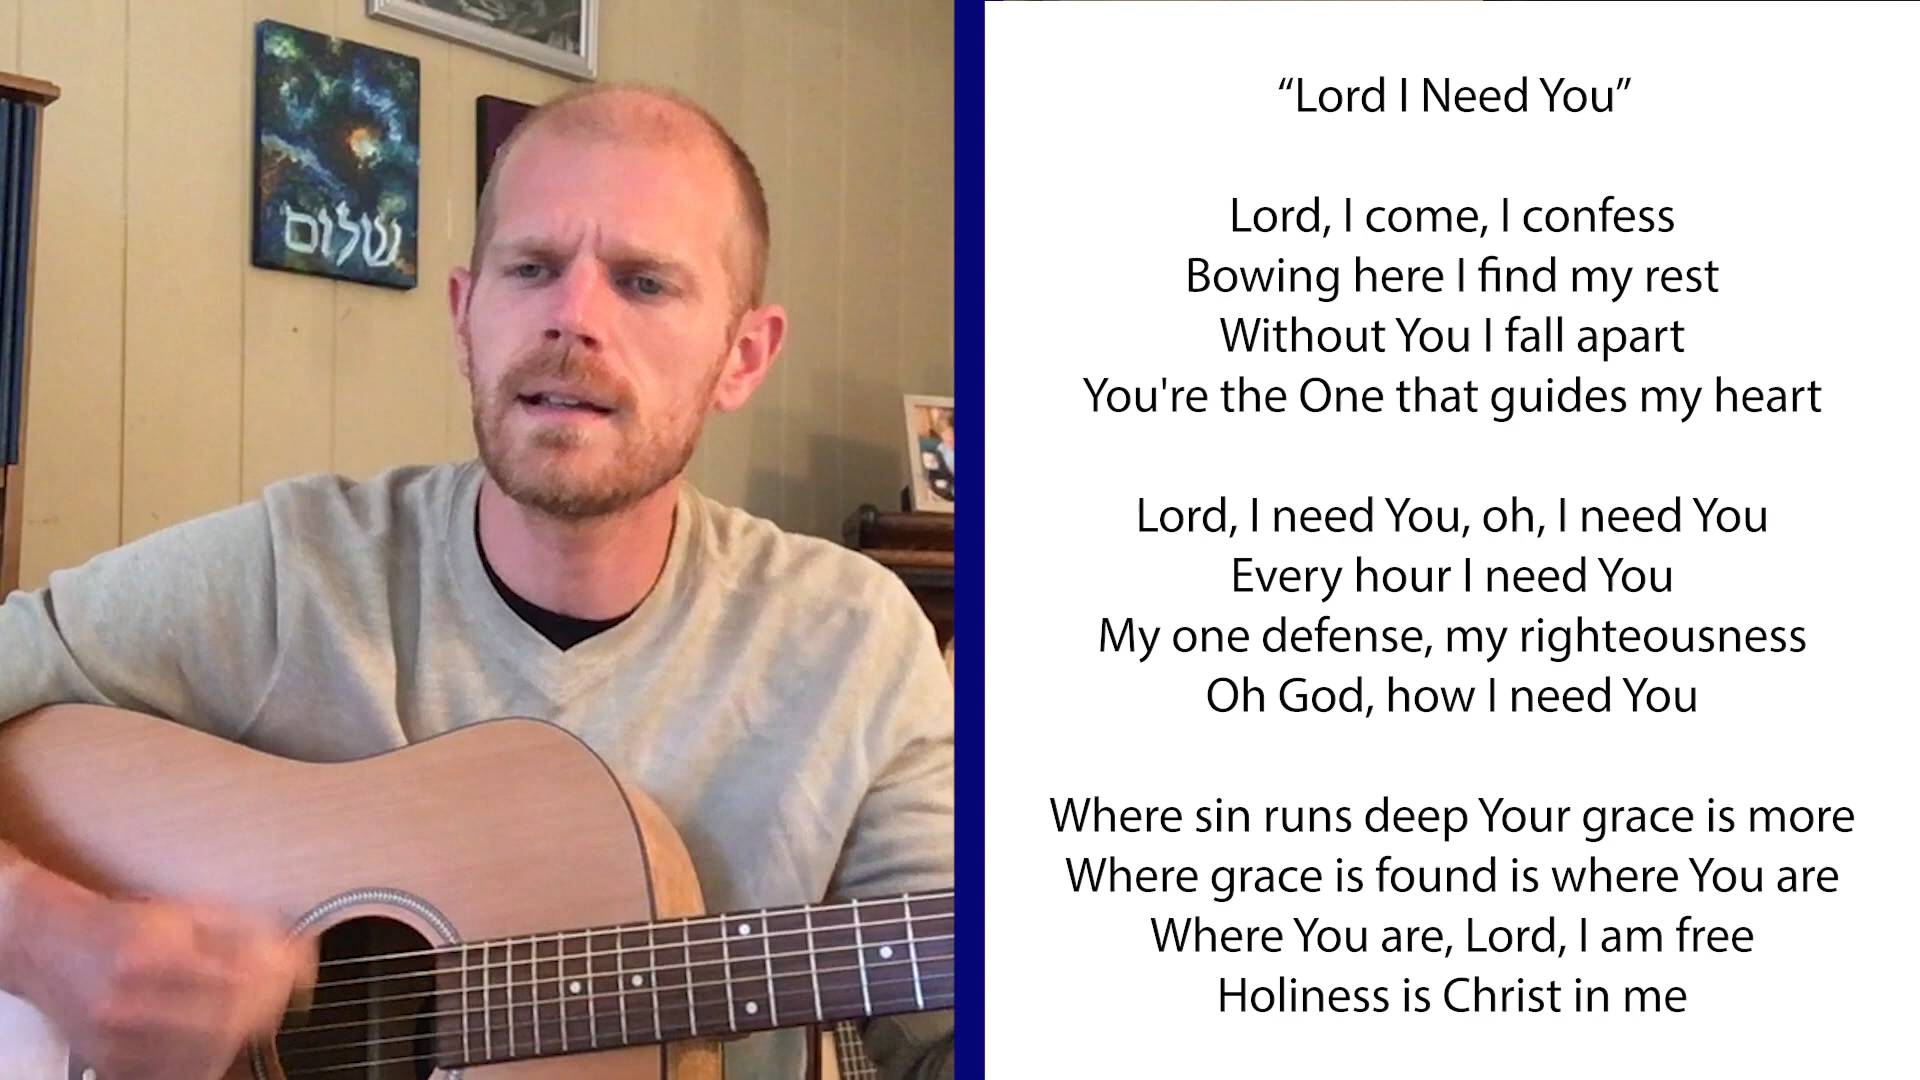 שלום
“Lord I Need You”
Lord, I come, I confess
Bowing here I find my rest
Without You I fall apart
You're the One that guides my heart
Lord, I need You, oh, I need You
Every hour I need You
My one defense, my righteousness
Oh God, how I need You
Where sin runs deep Your grace is more
Where grace is found is where You are
Where You are, Lord, I am free
Holiness is Christ in me